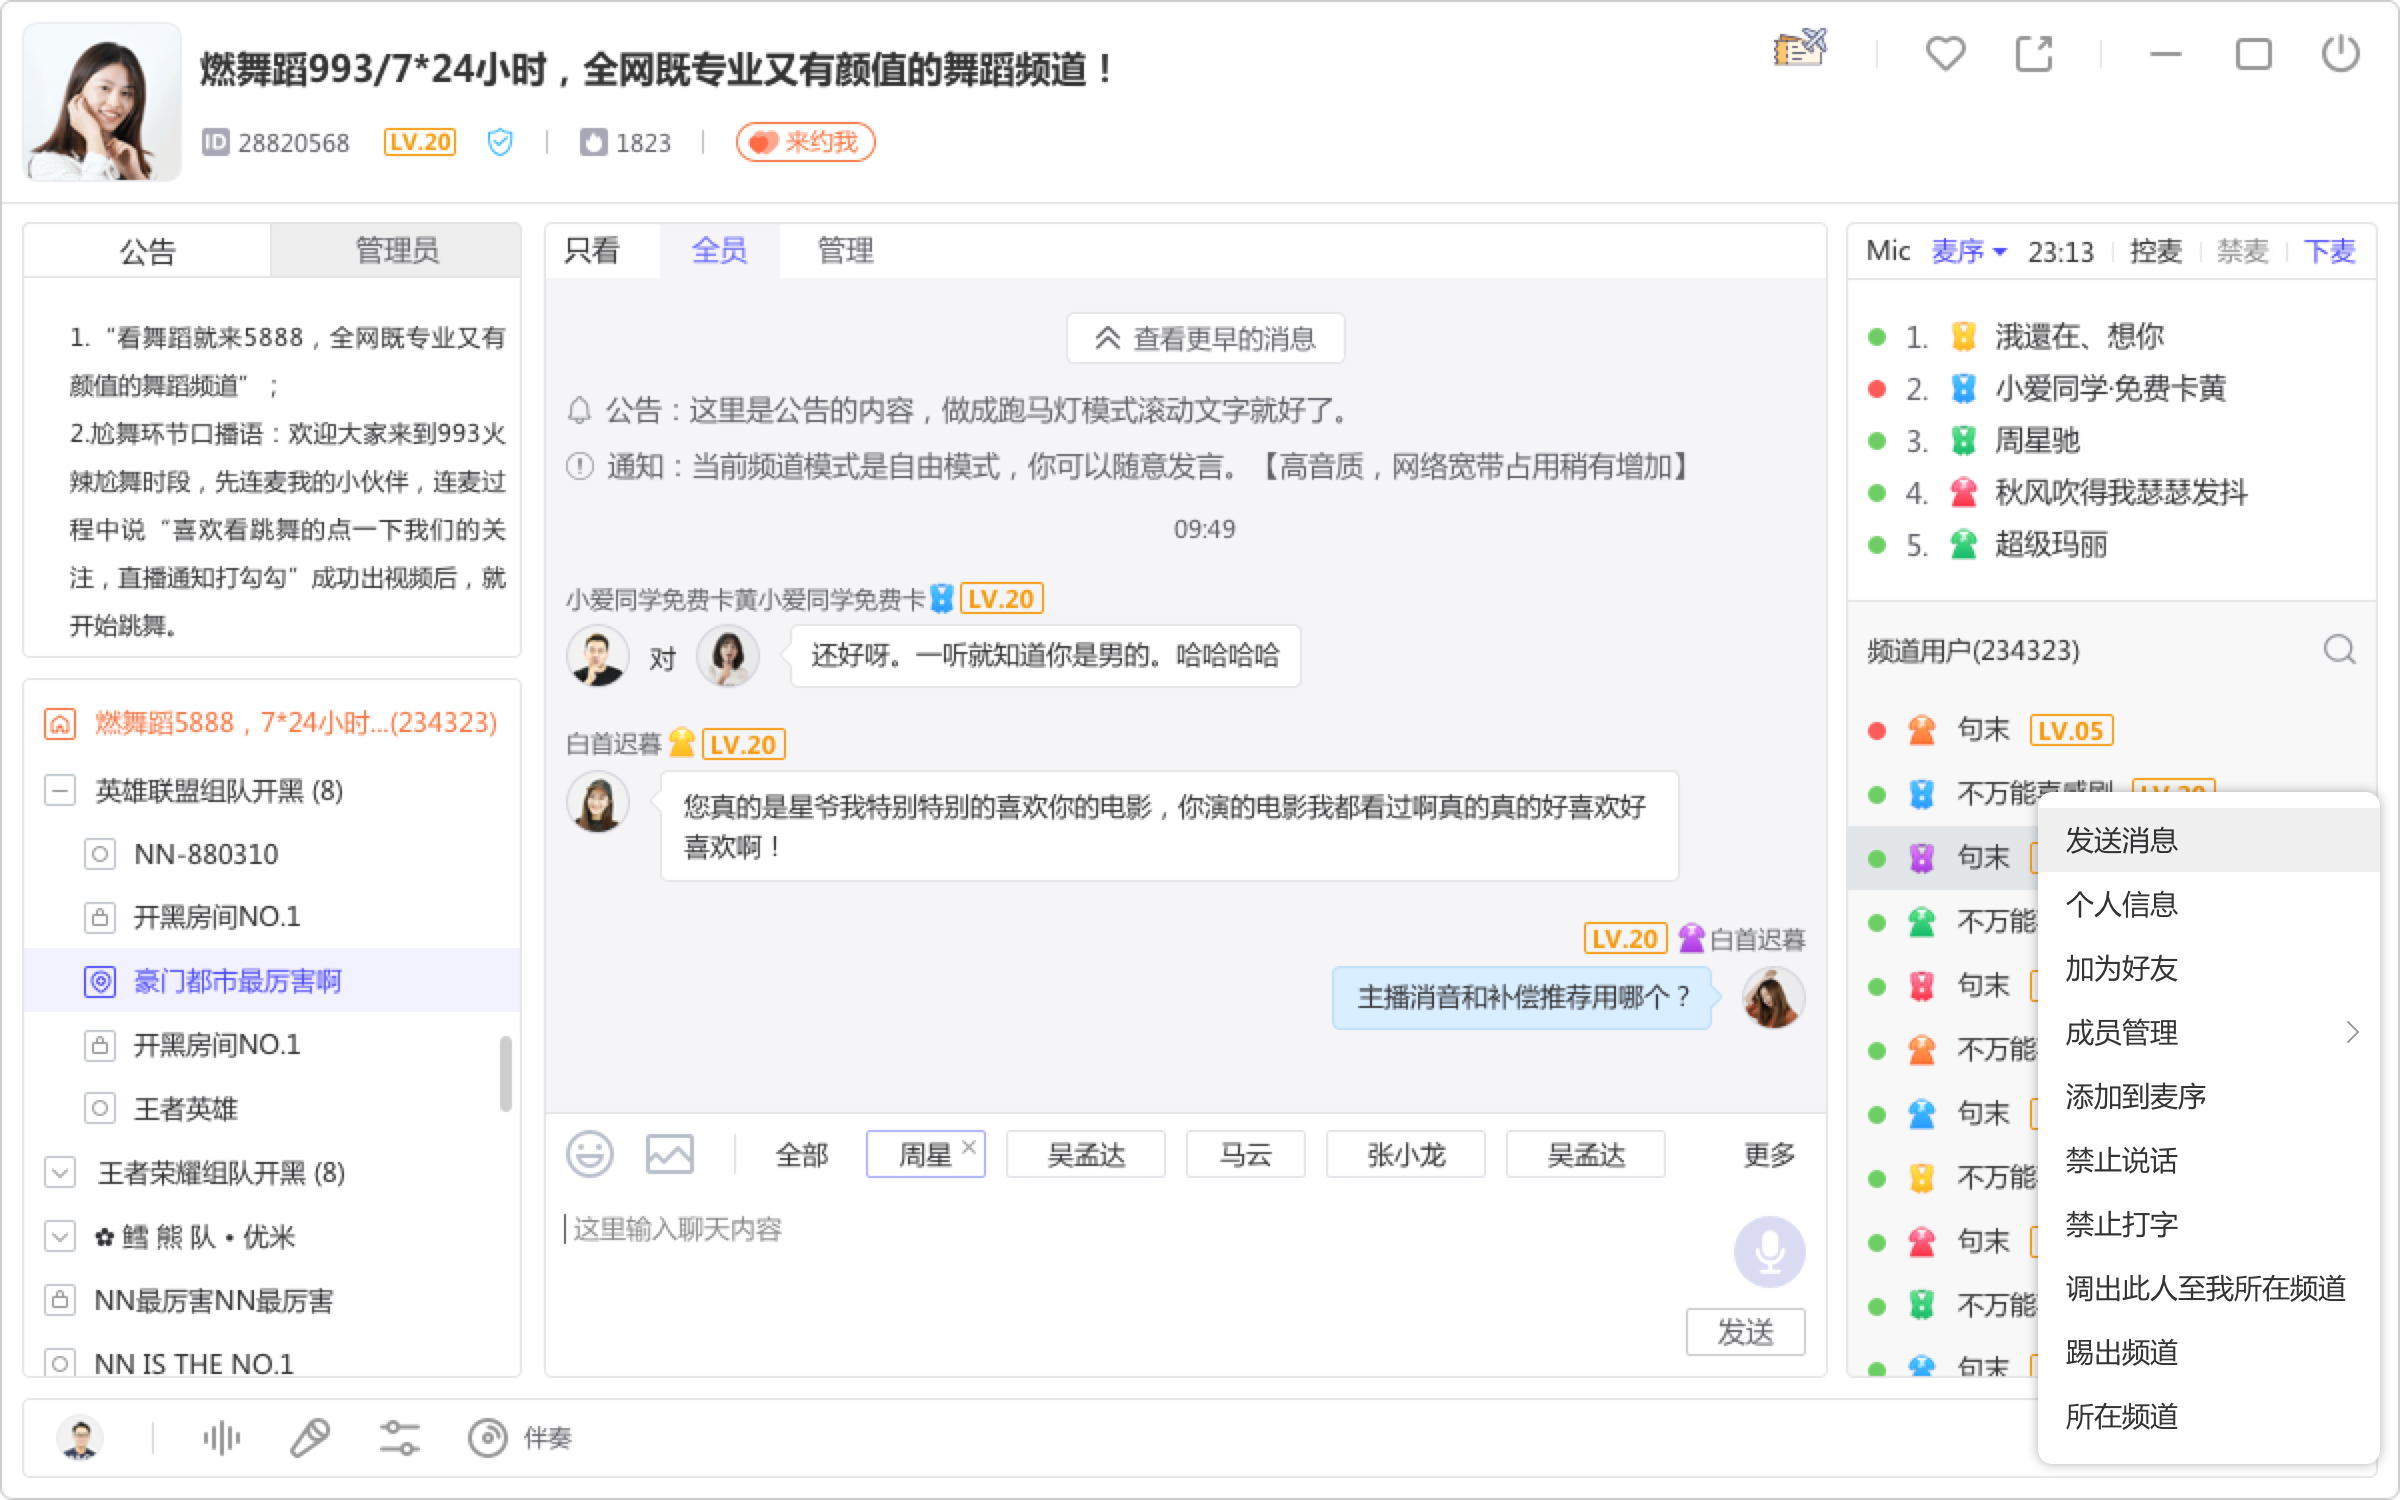 燃舞蹈993/7*24小时，全网既专业又有颜值的舞蹈频道！
ID 28820568 LV.20 1823 来约我
公告 管理员
1.“看舞蹈就来5888，全网既专业又有
颜值的舞蹈频道”；
2.尬舞环节口播语：欢迎大家来到993火
辣尬舞时段，先连麦我的小伙伴，连麦过
程中说“喜欢看跳舞的点一下我们的关
注，直播通知打勾勾”成功出视频后，就
开始跳舞。
燃舞蹈5888，7*24小时...(234323)
英雄联盟组队开黑 (8)
NN-880310
开黑房间NO.1
豪门都市最厉害啊
开黑房间NO.1
王者英雄
王者荣耀组队开黑 (8)
✿ 鳕 熊 队 • 优米
NN最厉害NN最厉害
NN IS THE NO.1
只看 全员 管理
查看更早的消息
公告：这里是公告的内容，做成跑马灯模式滚动文字就好了。
通知：当前频道模式是自由模式，你可以随意发言。【高音质，网络宽带占用稍有增加】
09:49
小爱同学免费卡黄小爱同学免费卡 LV.20
对 还好呀。一听就知道你是男的。哈哈哈哈
白首迟暮 LV.20
您真的是星爷我特别特别的喜欢你的电影，你演的电影我都看过啊真的真的好喜欢好
喜欢啊！
LV.20 白首迟暮
主播消音和补偿推荐用哪个？
全部 周星 吴孟达 马云 张小龙 吴孟达 更多
这里输入聊天内容
发送
Mic 麦序 23:13 控麦 禁麦 下麦
1. 涐還在、想你
2. 小爱同学·免费卡黄
3. 周星驰
4. 秋风吹得我瑟瑟发抖
5. 超级玛丽
频道用户(234323)
句末 LV.05
不万能喜感剧 LV.20
句末
不万能
句末
不万能
句末
不万能
句末
不万能
句末
发送消息
个人信息
加为好友
成员管理
添加到麦序
禁止说话
禁止打字
调出此人至我所在频道
踢出频道
所在频道
伴奏